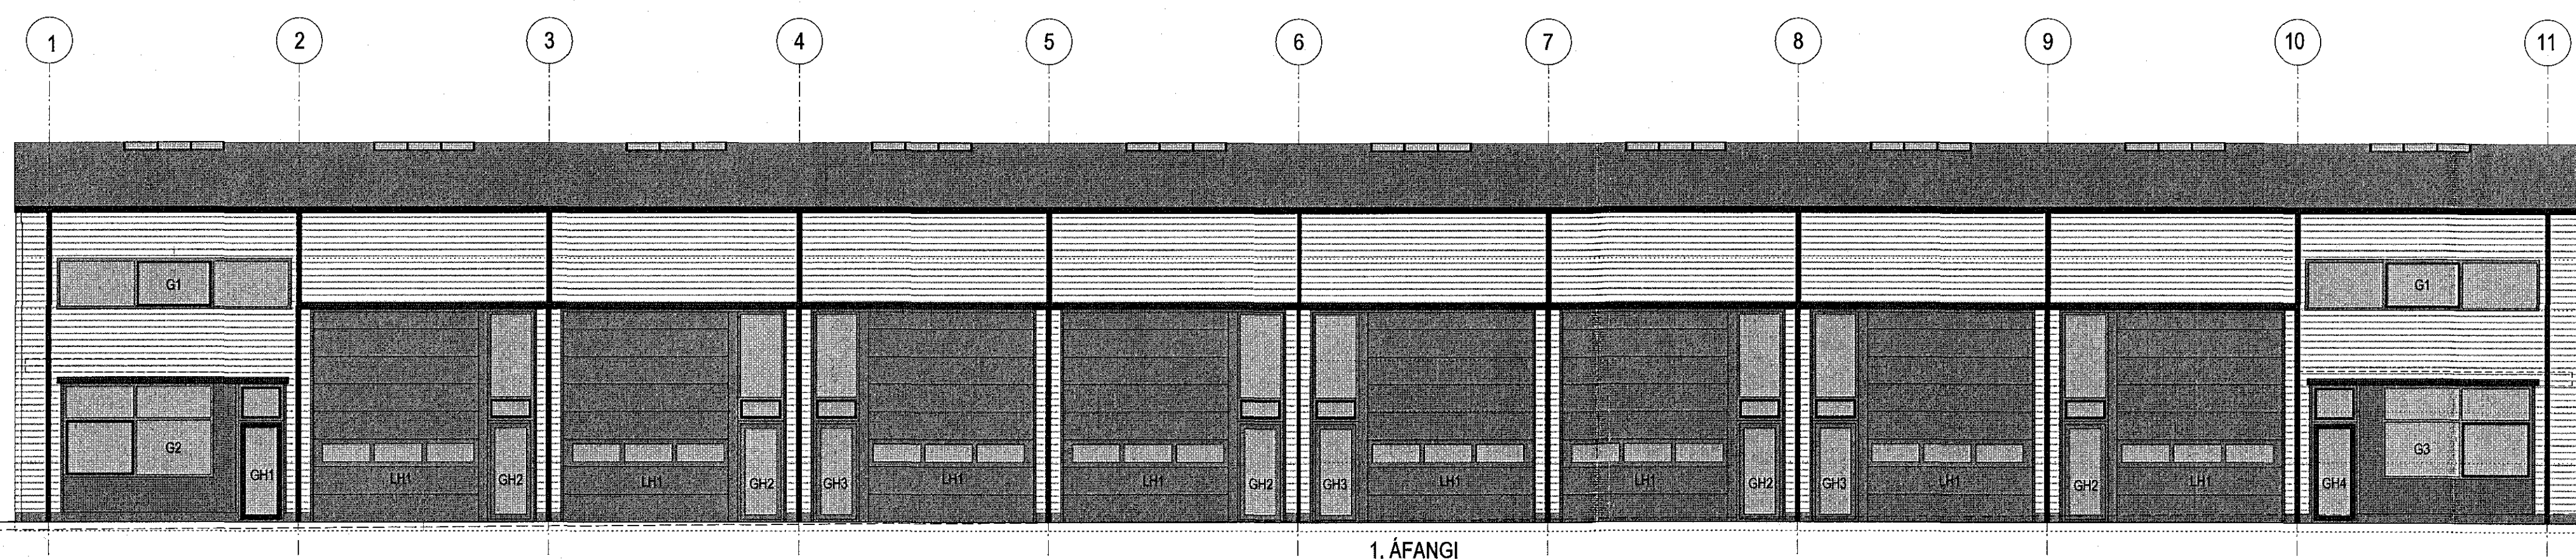 1 2 3 4 5 6 7 8 9 10 11
G1 G1
G2 GH1 LH1 GH2 LH1 GH2 GH3 LH1 LH1 GH2 GH3 LH1 LH1 GH2 GH3 LH1 GH2 LH1 GH4 G3
1. ÁFANGI